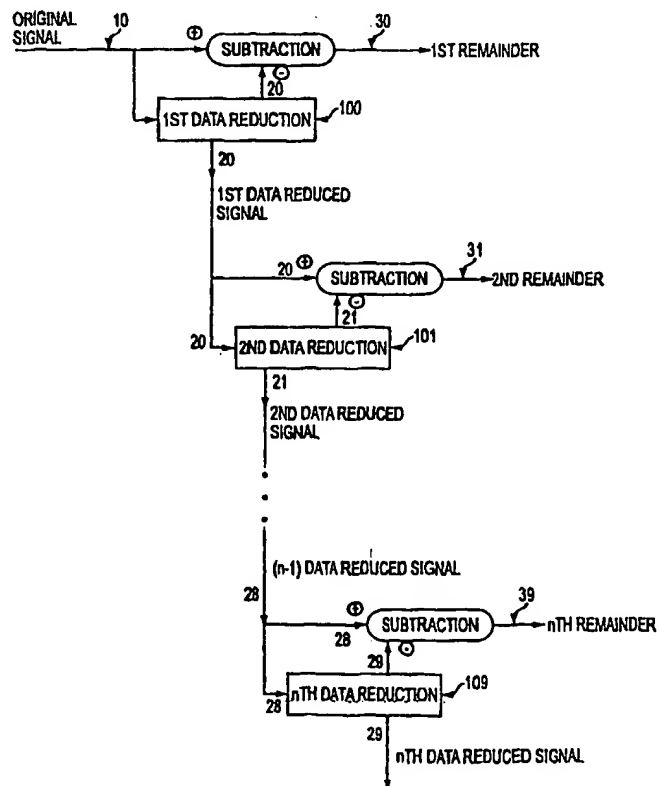 ORIGINAL
SIGNAL
10
⊕
SUBTRACTION
30
1ST REMAINDER
⊖
20
1ST DATA REDUCTION
100
20
1ST DATA REDUCED
SIGNAL
20
⊕
SUBTRACTION
31
2ND REMAINDER
⊖
21
20
2ND DATA REDUCTION
101
21
2ND DATA REDUCED
SIGNAL
(n-1) DATA REDUCED SIGNAL
28
⊕
28
SUBTRACTION
39
nTH REMAINDER
⊖
29
28
nTH DATA REDUCTION
109
29
nTH DATA REDUCED SIGNAL